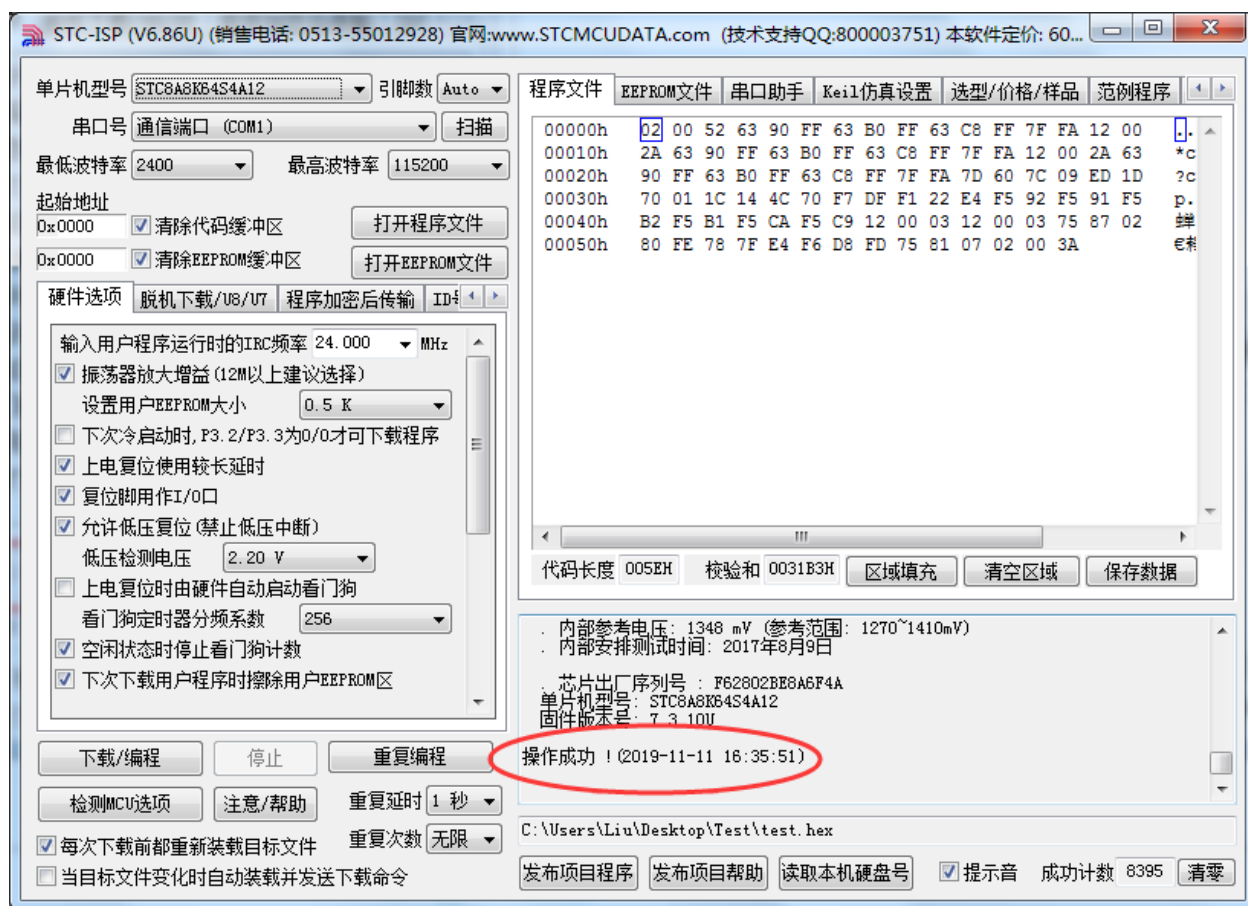 STC-ISP (V6.86U) (销售电话: 0513-55012928) 官网:www.STCMCUDATA.com (技术支持QQ:800003751) 本软件定价: 60...
单片机型号 STC8A8K64S4A12 引脚数 Auto
串口号 通信端口 (COM1) 扫描
最低波特率 2400 最高波特率 115200
起始地址
0x0000 清除代码缓冲区 打开程序文件
0x0000 清除EEPROM缓冲区 打开EEPROM文件
硬件选项 脱机下载/U8/U7 程序加密后传输
输入用户程序运行时的IRC频率 24.000 MHz
振荡器放大增益(12M以上建议选择)
设置用户EEPROM大小 0.5 K
下次冷启动时,P3.2/P3.3为0/0才可下载程序
上电复位使用较长延时
复位脚用作I/O口
允许低压复位(禁止低压中断)
低压检测电压 2.20 V
上电复位时由硬件自动启动看门狗
看门狗定时器分频系数 256
空闲状态时停止看门狗计数
下次下载用户程序时擦除用户EEPROM区
下载/编程 停止 重复编程
检测MCU选项 注意/帮助 重复延时 1 秒
每次下载前都重新装载目标文件 重复次数 无限
当目标文件变化时自动装载并发送下载命令
程序文件 EEPROM文件 串口助手 Keil仿真设置 选型/价格/样品 范例程序
00000h 02 00 52 63 90 FF 63 B0 FF 63 C8 FF 7F FA 12 00 ..
00010h 2A 63 90 FF 63 B0 FF 63 C8 FF 7F FA 12 00 2A 63 *c
00020h 90 FF 63 B0 FF 63 C8 FF 7F FA 7D 60 7C 09 ED 1D ?c
00030h 70 01 1C 14 4C 70 F7 DF F1 22 E4 F5 92 F5 91 F5 p.
00040h B2 F5 B1 F5 CA F5 C9 12 00 03 12 00 03 75 87 02
00050h 80 FE 78 7F E4 F6 D8 FD 75 81 07 02 00 3A
代码长度 005EH 校验和 0031B3H 区域填充 清空区域 保存数据
. 内部参考电压: 1348 mV (参考范围: 1270~1410mV)
. 内部安排测试时间: 2017年8月9日
. 芯片出厂序列号 : F62802BE8A6F4A
单片机型号: STC8A8K64S4A12
固件版本号: 7.3.10U
操作成功 !(2019-11-11 16:35:51)
C:\Users\Liu\Desktop\Test\test.hex
发布项目程序 发布项目帮助 读取本机硬盘号 提示音 成功计数 8395 清零